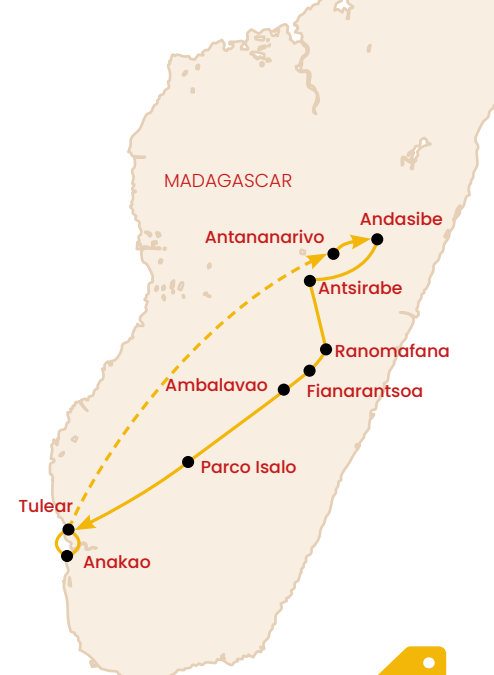 MADAGASCAR
Andasibe
Antananarivo
Antsirabe
Ranomafana
Ambalavao
Fianarantsoa
Parco Isalo
Tulear
Anakao